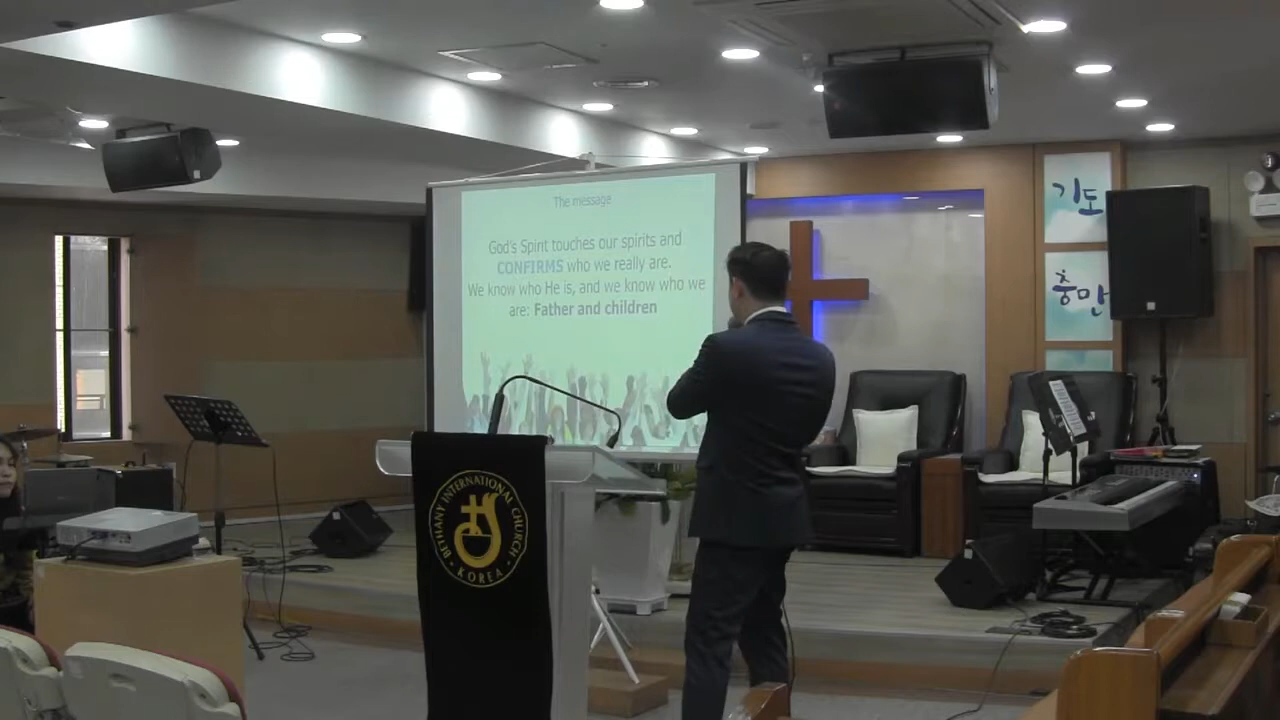 The message
God's Spirit touches our spirits and
CONFIRMS who we really are.
We know who He is, and we know who we
are: Father and children
기도
충만
BETHANY INTERNATIONAL CHURCH
• KOREA •